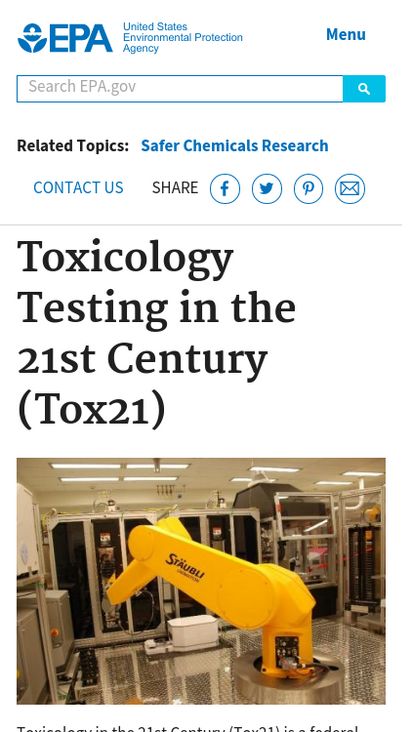 EPA
United States
Environmental Protection
Agency
Menu
Search EPA.gov
Related Topics: Safer Chemicals Research
CONTACT US SHARE
Toxicology
Testing in the
21st Century
(Tox21)
STÄUBLI
Toxicology in the 21st Century (Tox21) is a federal